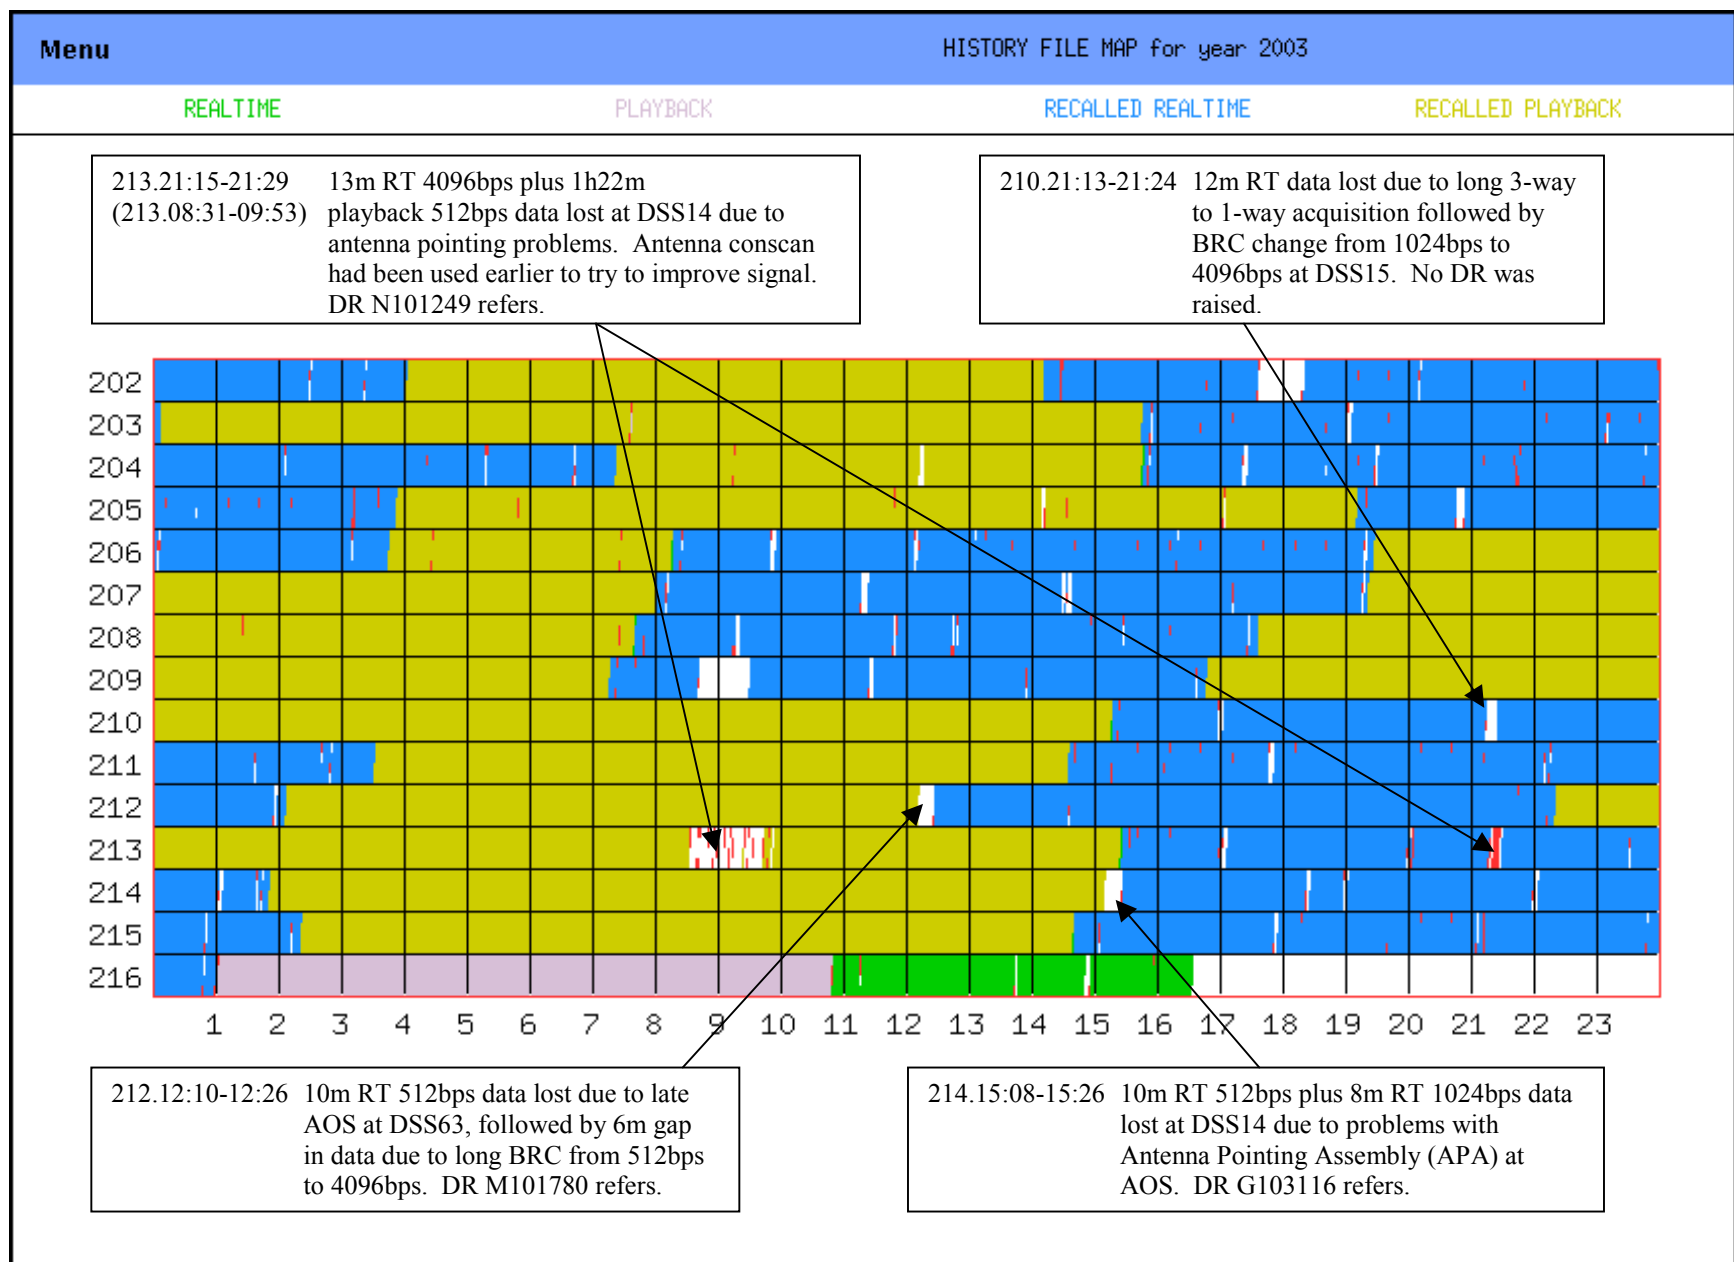 Menu
HISTORY FILE MAP for year 2003
REALTIME
PLAYBACK
RECALLED REALTIME
RECALLED PLAYBACK
213.21:15-21:29 13m RT 4096bps plus 1h22m
(213.08:31-09:53) playback 512bps data lost at DSS14 due to
antenna pointing problems. Antenna conscan
had been used earlier to try to improve signal.
DR N101249 refers.
210.21:13-21:24 12m RT data lost due to long 3-way
to 1-way acquisition followed by
BRC change from 1024bps to
4096bps at DSS15. No DR was
raised.
202
203
204
205
206
207
208
209
210
211
212
213
214
215
216
1 2 3 4 5 6 7 8 9 10 11 12 13 14 15 16 17 18 19 20 21 22 23
212.12:10-12:26 10m RT 512bps data lost due to late
AOS at DSS63, followed by 6m gap
in data due to long BRC from 512bps
to 4096bps. DR M101780 refers.
214.15:08-15:26 10m RT 512bps plus 8m RT 1024bps data
lost at DSS14 due to problems with
Antenna Pointing Assembly (APA) at
AOS. DR G103116 refers.